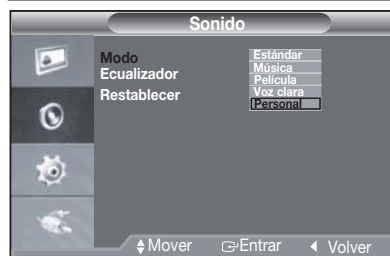 Sonido
Modo
Estándar
Música
Película
Voz clara
Personal
Ecualizador
Restablecer
Mover Entrar Volver